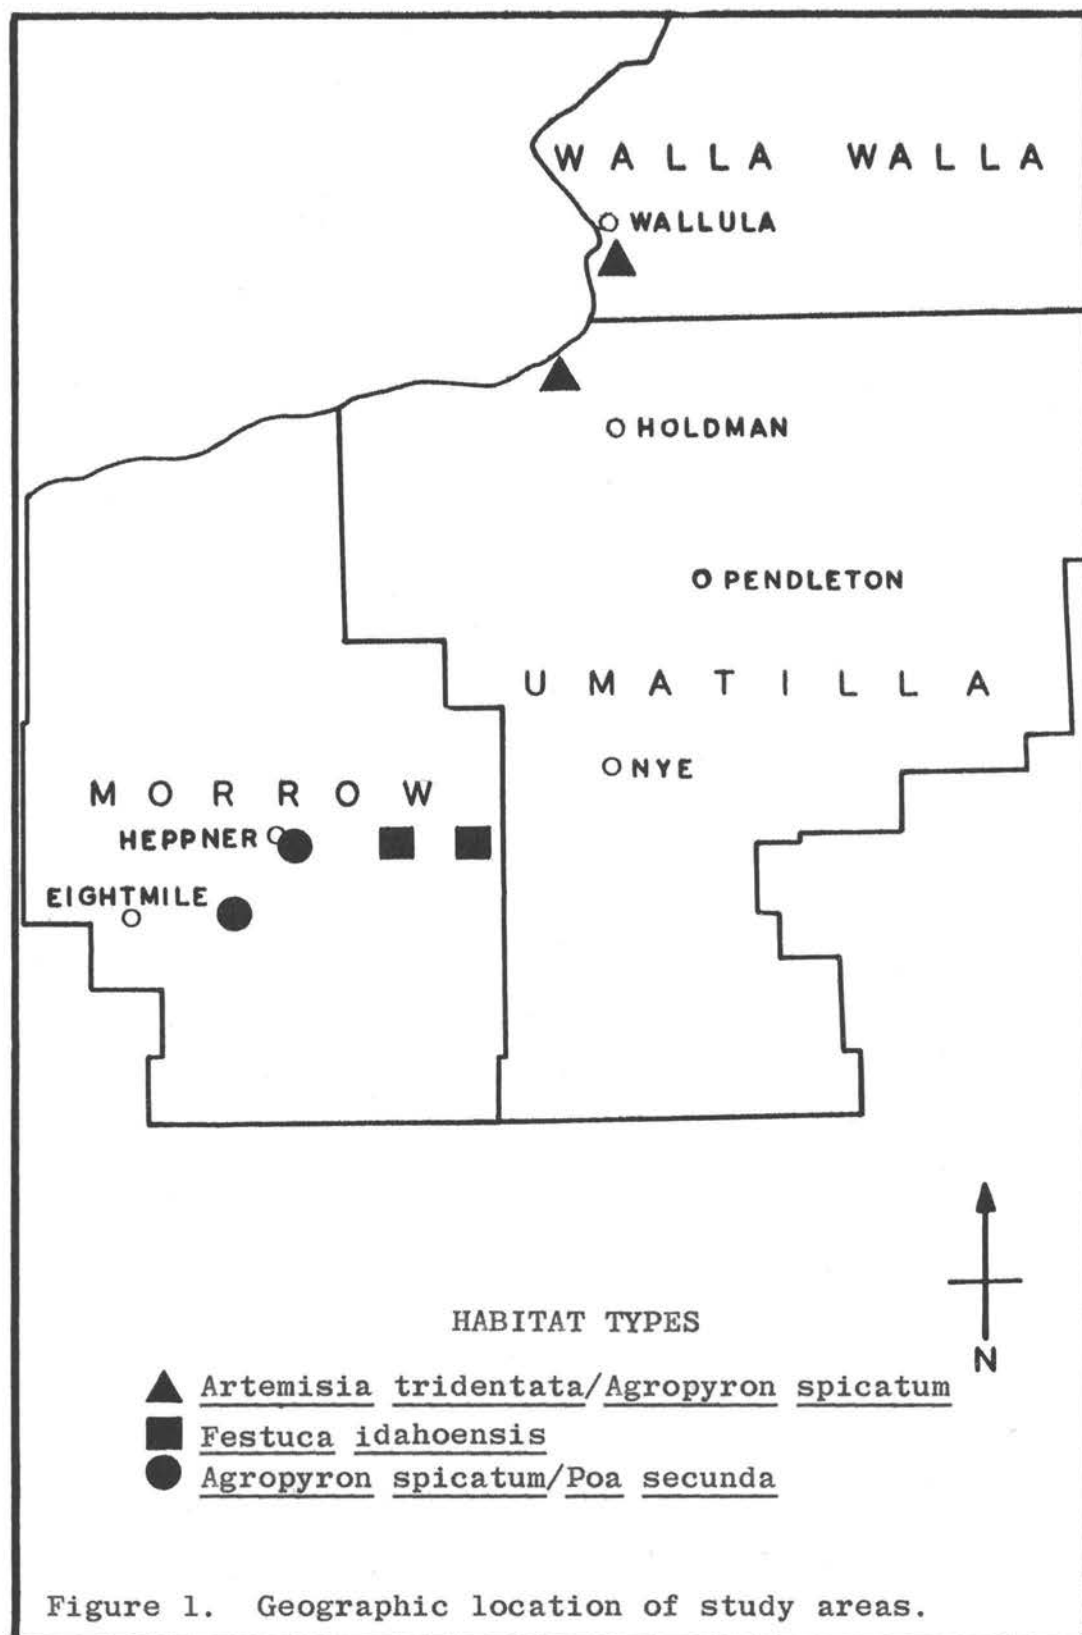 WALLA WALLA
WALLULA
HOLDMAN
PENDLETON
UMATILLA
NYE
MORROW
HEPPNER
EIGHTMILE
N
HABITAT TYPES
Artemisia tridentata/Agropyron spicatum
Festuca idahoensis
Agropyron spicatum/Poa secunda
Figure 1. Geographic location of study areas.